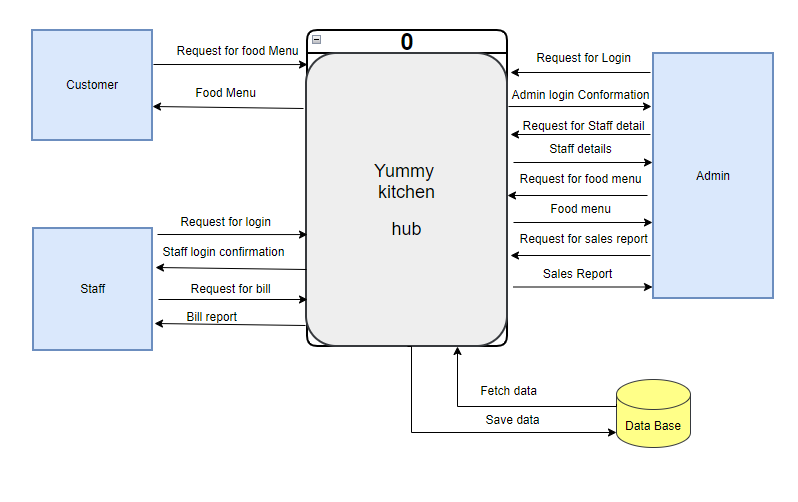 0
Request for food Menu
Customer
Food Menu
Request for Login
Admin login Conformation
Request for Staff detail
Staff details
Request for food menu
Food menu
Request for sales report
Sales Report
Admin
Yummy
kitchen
hub
Request for login
Staff login confirmation
Staff
Request for bill
Bill report
Fetch data
Save data
Data Base